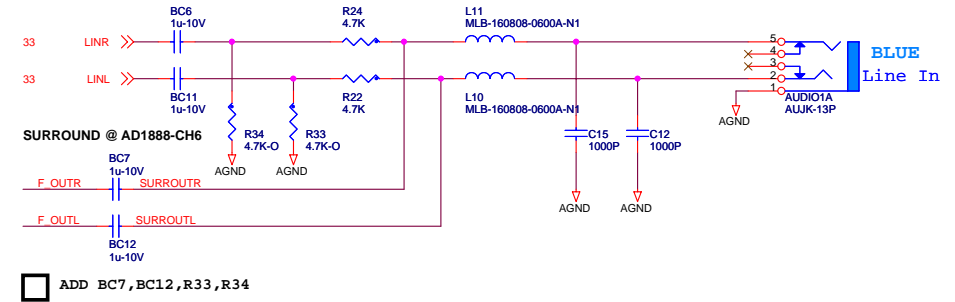 BC6
1u-10V
R24
4.7K
L11
MLB-160808-0600A-N1
33
LINR
5
4
BLUE
33
LINL
3
2
Line In
1
BC11
1u-10V
R22
4.7K
L10
MLB-160808-0600A-N1
AUDIO1A
AUJK-13P
AGND
SURROUND @ AD1888-CH6
R34
4.7K-O
R33
4.7K-O
C15
1000P
C12
1000P
BC7
1u-10V
AGND
AGND
F_OUTR
SURROUTR
AGND
AGND
F_OUTL
SURROUTL
BC12
1u-10V
ADD BC7,BC12,R33,R34